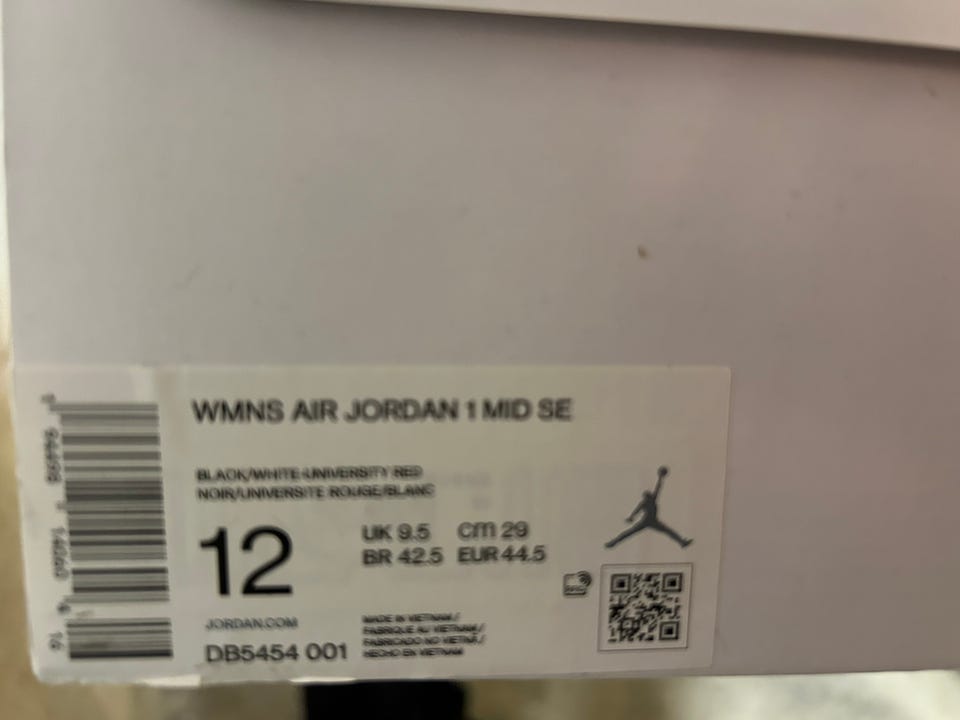 WMNS AIR JORDAN 1 MID SE
BLACK/WHITE-UNIVERSITY RED
NOIR/UNIVERSITE ROUGE/BLANC
12
UK 9.5 cm 29
BR 42.5 EUR 44.5
JORDAN.COM
DB5454 001
MADE IN VIETNAM /
FABRIQUE AU VIETNAM /
FABRICADO NO VIETNÃ /
HECHO EN VIETNAM